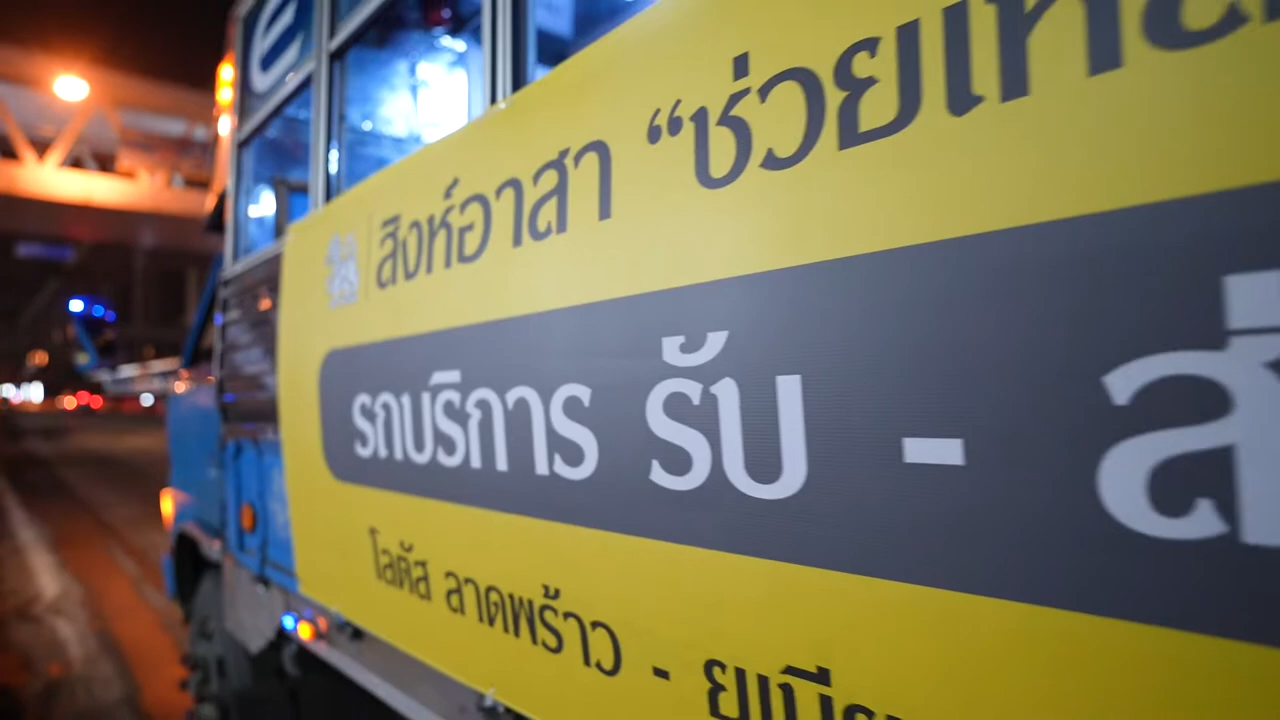 e
สิงห์อาสา “ช่วยเห
รถบริการ รับ - ส
โลตัส ลาดพร้าว -